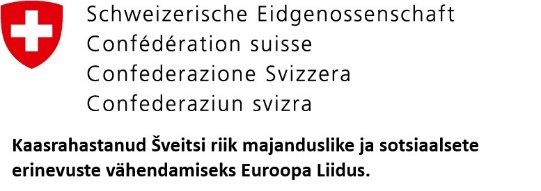 Schweizerische Eidgenossenschaft
Confédération suisse
Confederazione Svizzera
Confederaziun svizra
Kaasrahastanud Šveitsi riik majanduslike ja sotsiaalsete
erinevuste vähendamiseks Euroopa Liidus.